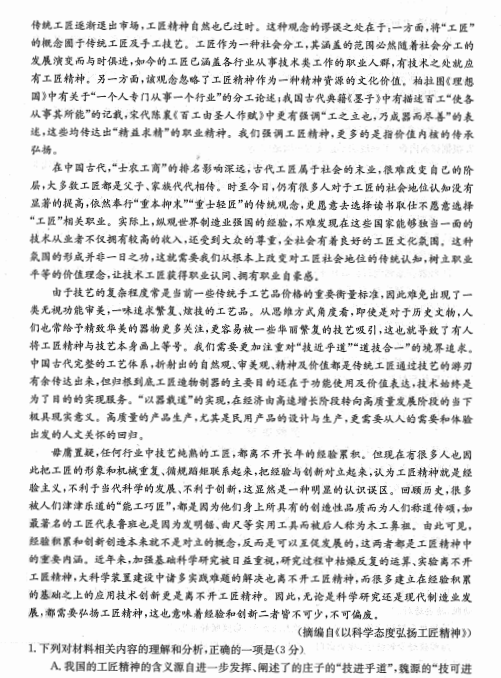 传统工匠逐渐退出市场,工匠精神自然也已过时。这种观念的谬误之处在于:一方面,将“工匠”
的概念囿于传统工匠及手工技艺。工匠作为一种社会分工,其涵盖的范围必然随着社会分工的
发展演变而与时俱进,如今的工匠已涵盖各行业从事技术类工作的职业人群,有技术之处就应
有工匠精神。另一方面,该观念忽略了工匠精神作为一种精神资源的文化价值。柏拉图《理想
国》中有关于“一个人专门从事一个行业”的分工论述;我国古代典籍《墨子》中有描述百工“使各
从事其所能”的记载,宋代陈襄《百工由圣人作赋》中更有强调“工之立也,乃成器而尽善”的表
述,这些均传达出“精益求精”的职业精神。我们强调工匠精神,更多的是指价值内核的传承
弘扬。
在中国古代,“士农工商”的排名影响深远,古代工匠属于社会的末业,很难改变自己的阶
层,大多数工匠都是父子、家族代代相传。时至今日,仍有很多人对于工匠的社会地位认知没有
显著的提高,依然奉行“重本抑末”“重士轻匠”的传统观念,更愿意去选择读书取仕不愿意选择
“工匠”相关职业。实际上,纵观世界制造业强国的经验,不难发现在这些国家能够独当一面的
技术从业者不仅拥有较高的收入,还受到大众的尊重,全社会有着良好的工匠文化氛围。这种
氛围的形成并非一日之功,这就需要我们从根本上改变对工匠社会地位的传统认知,树立职业
平等的价值理念,让技术工匠获得职业认同、拥有职业自豪感。
由于技艺的复杂程度常是当前一些传统手工艺品价格的重要衡量标准,因此难免出现了一
类无视功能审美,一味追求繁复、炫技的工艺品。从思维方式角度看,即使是对于历史文物,人
们也常给予精致华美的器物更多关注,更容易被一些华丽繁复的技艺吸引,这也就导致了有人
将工匠精神与技艺本身画上等号。我们需要更加注重对“技近乎道”“道技合一”的境界追求。
中国古代完整的工艺体系,折射出的自然观、审美观、精神及价值都是传统工匠通过技艺的游刃
有余传达出来,但归根到底工匠造物制器的主要目的还在于功能使用及价值表达,技术始终是
为了目的的实现服务。“以器载道”的实现,在经济由高速增长阶段转向高质量发展阶段的当下
极具现实意义。高质量的产品生产,尤其是民用产品的设计与生产,更需要从人的需要和体验
出发的人文关怀的回归。
毋庸置疑,任何行业中技艺纯熟的工匠,都离不开长年的经验累积。但现在有很多人也因
此把工匠的形象和机械重复、循规蹈矩联系起来,把经验与创新对立起来,认为工匠精神就是经
验主义,不利于当代科学的发展、不利于创新,这显然是一种明显的认识误区。回顾历史,很多
被人们津津乐道的“能工巧匠”,都是因为他们身上所具有的创造性品质而为人们称道传颂,如
最著名的工匠代表鲁班也是因为发明锯、曲尺等实用工具而被后人称为木工鼻祖。由此可见,
经验积累和创新创造本来就不是对立的概念,反而是可以互促发展的,这两者都是工匠精神中
的重要内涵。近年来,加强基础科学研究被日益重视,研究过程中枯燥反复的运算、实验离不开
工匠精神,大科学装置建设中诸多实践难题的解决也离不开工匠精神,而很多建立在经验积累
的基础之上的应用技术创新更是离不开工匠精神。因此,无论是科学研究还是现代制造业发
展,都需要弘扬工匠精神,这也意味着经验和创新二者皆不可少,不可偏废。
(摘编自《以科学态度弘扬工匠精神》)
1.下列对材料相关内容的理解和分析,正确的一项是(3分)
A.我国的工匠精神的含义源自进一步发挥、阐述了的庄子的“技进乎道”,魏源的“技可进